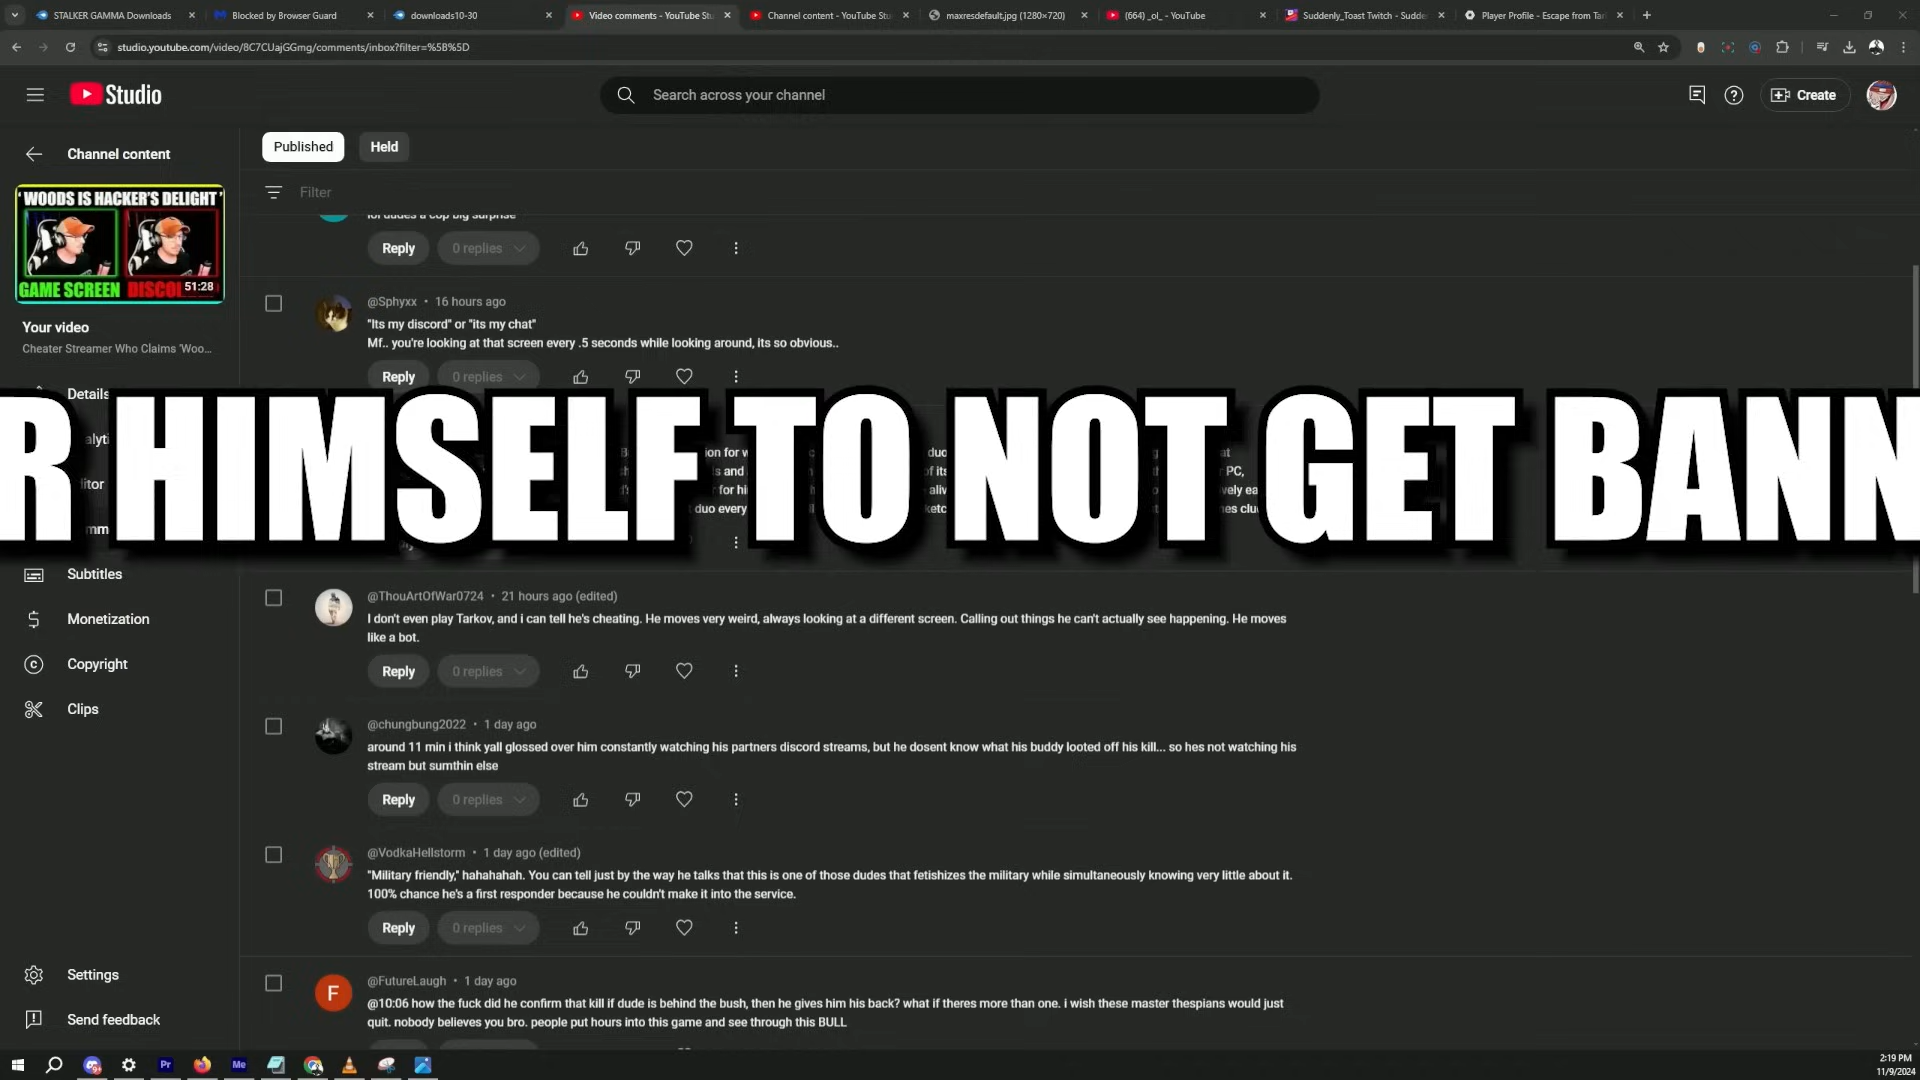 STALKER GAMMA Downloads
Blocked by Browser Guard
downloads10-30
Video comments - YouTube Stu
Channel content - YouTube Stu
maxresdefault.jpg (1280×720)
(664) _ol_ - YouTube
Suddenly_Toast Twitch - Sudde
Player Profile - Escape from Tar
studio.youtube.com/video/8C7CUajGGmg/comments/inbox?filter=%5B%5D
Studio
Search across your channel
Create
Channel content
Published
Held
Filter
'WOODS IS HACKER'S DELIGHT'
GAME SCREEN
51:28
Your video
Cheater Streamer Who Claims 'Woo...
Details
Subtitles
Monetization
Copyright
Clips
Settings
Send feedback
lol dudes a cop big surprise
Reply
0 replies
@Sphyxx • 16 hours ago
"Its my discord" or "its my chat"
Mf.. you're looking at that screen every .5 seconds while looking around, its so obvious..
Reply
0 replies
R HIMSELF TO NOT GET BANN
@ThouArtOfWar0724 • 21 hours ago (edited)
I don't even play Tarkov, and i can tell he's cheating. He moves very weird, always looking at a different screen. Calling out things he can't actually see happening. He moves
like a bot.
Reply
0 replies
@chungbung2022 • 1 day ago
around 11 min i think yall glossed over him constantly watching his partners discord streams, but he dosent know what his buddy looted off his kill... so hes not watching his
stream but sumthin else
Reply
0 replies
@VodkaHellstorm • 1 day ago (edited)
"Military friendly," hahahahah. You can tell just by the way he talks that this is one of those dudes that fetishizes the military while simultaneously knowing very little about it.
100% chance he's a first responder because he couldn't make it into the service.
Reply
0 replies
F
@FutureLaugh • 1 day ago
@10:06 how the fuck did he confirm that kill if dude is behind the bush, then he gives him his back? what if theres more than one. i wish these master thespians would just
quit. nobody believes you bro. people put hours into this game and see through this BULL
Pr
Me
2:19 PM
11/9/2024